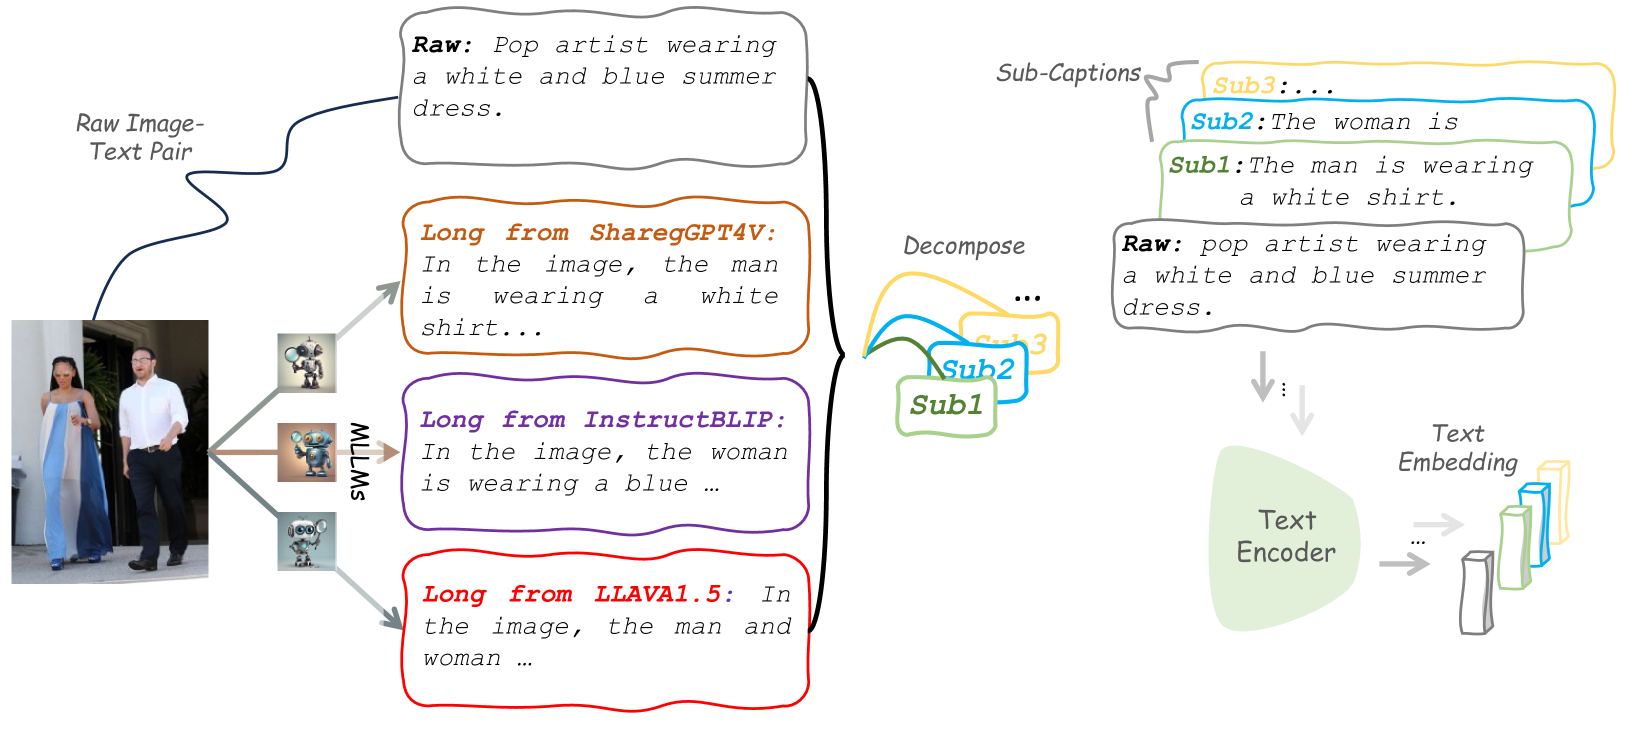 Raw Image-
Text Pair
Raw: Pop artist wearing
a white and blue summer
dress.
Long from SharegGPT4V:
In the image, the man
is wearing a white
shirt...
MLLMs
Long from InstructBLIP:
In the image, the woman
is wearing a blue …
Long from LLAVA1.5: In
the image, the man and
woman …
Decompose
...
Sub3
Sub2
Sub1
Sub-Captions
Sub3:...
Sub2:The woman is
Sub1:The man is wearing
a white shirt.
Raw: pop artist wearing
a white and blue summer
dress.
...
Text
Encoder
Text
Embedding
...